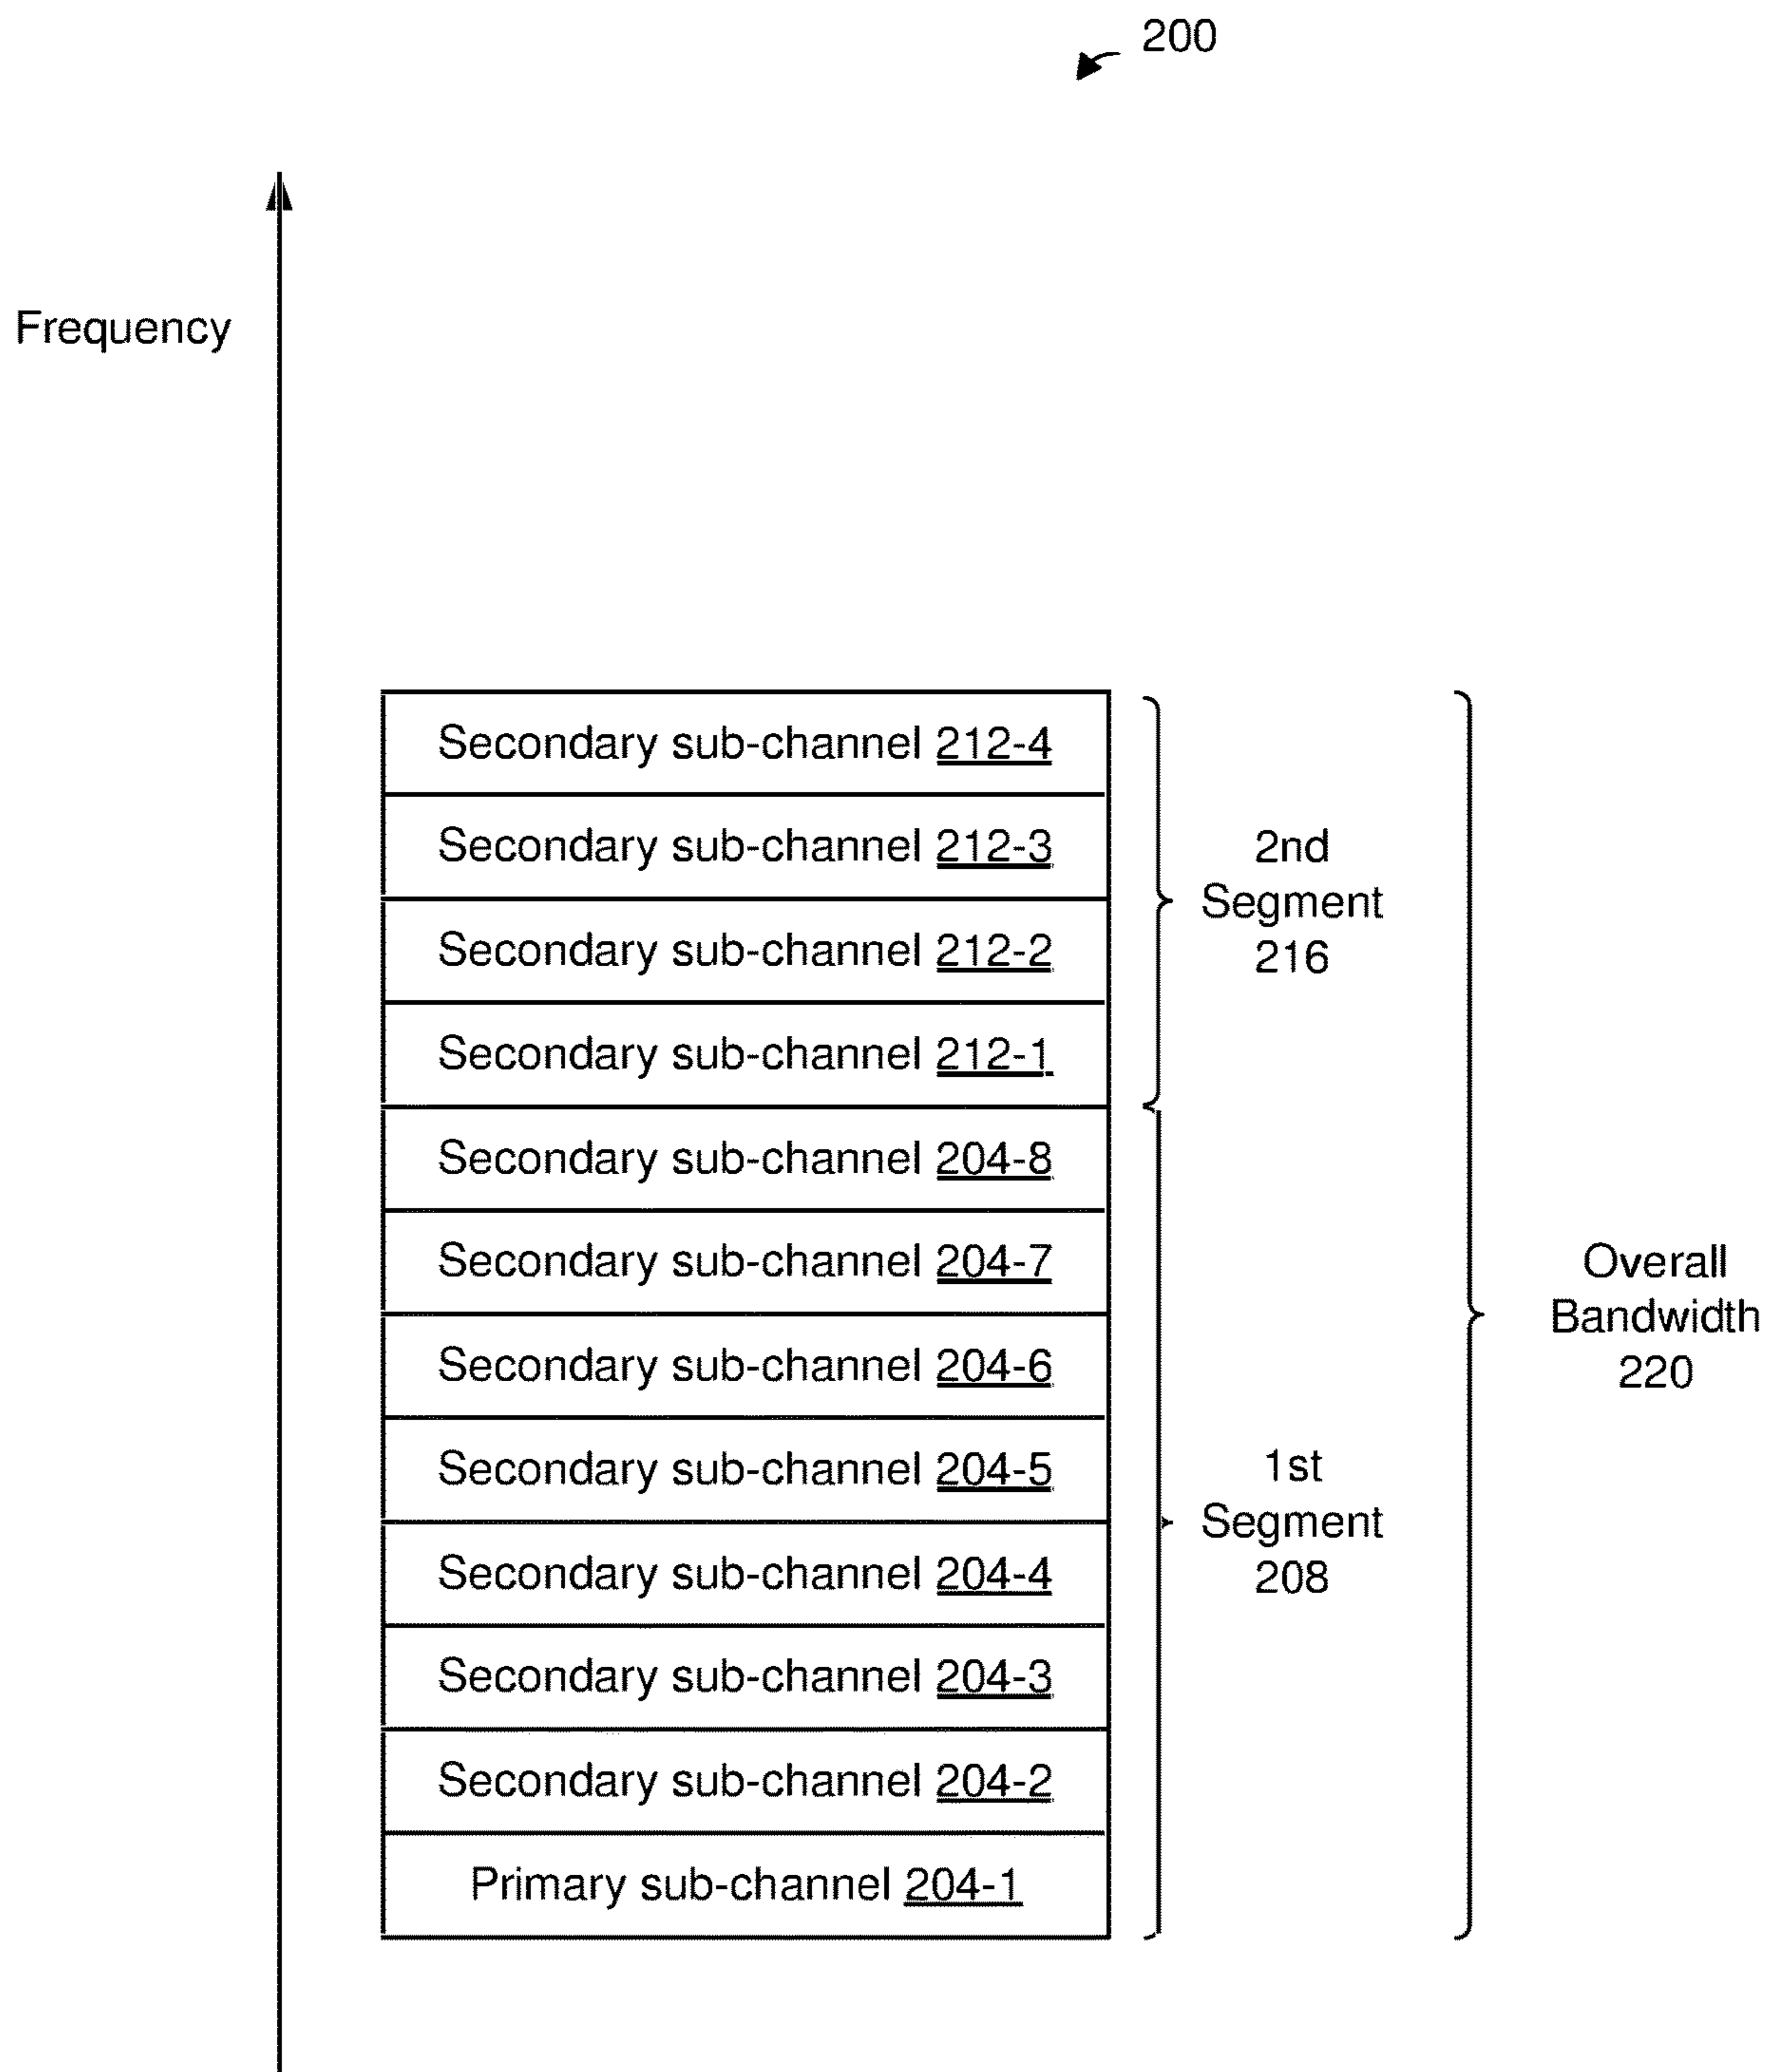 200
Frequency
Secondary sub-channel 212-4
Secondary sub-channel 212-3
Secondary sub-channel 212-2
Secondary sub-channel 212-1
2nd
Segment
216
Secondary sub-channel 204-8
Secondary sub-channel 204-7
Secondary sub-channel 204-6
Secondary sub-channel 204-5
Secondary sub-channel 204-4
Secondary sub-channel 204-3
Secondary sub-channel 204-2
Primary sub-channel 204-1
1st
Segment
208
Overall
Bandwidth
220